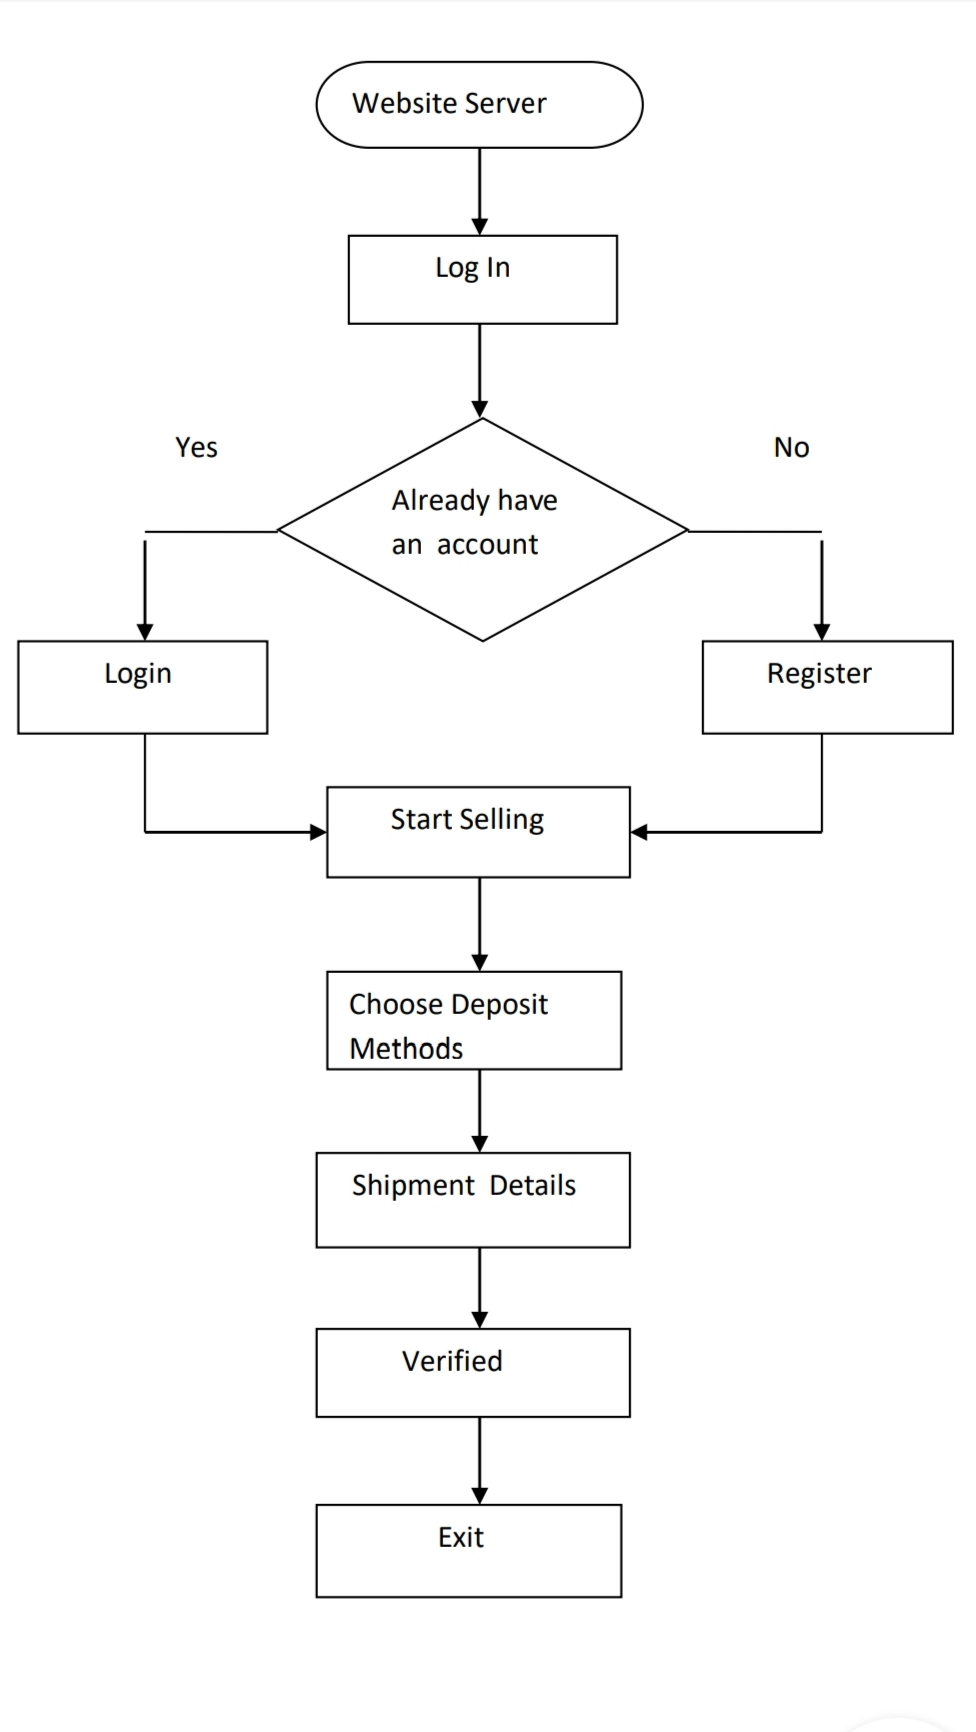 Website Server
Log In
Yes
No
Already have
an  account
Login
Register
Start Selling
Choose Deposit
Methods
Shipment  Details
Verified
Exit